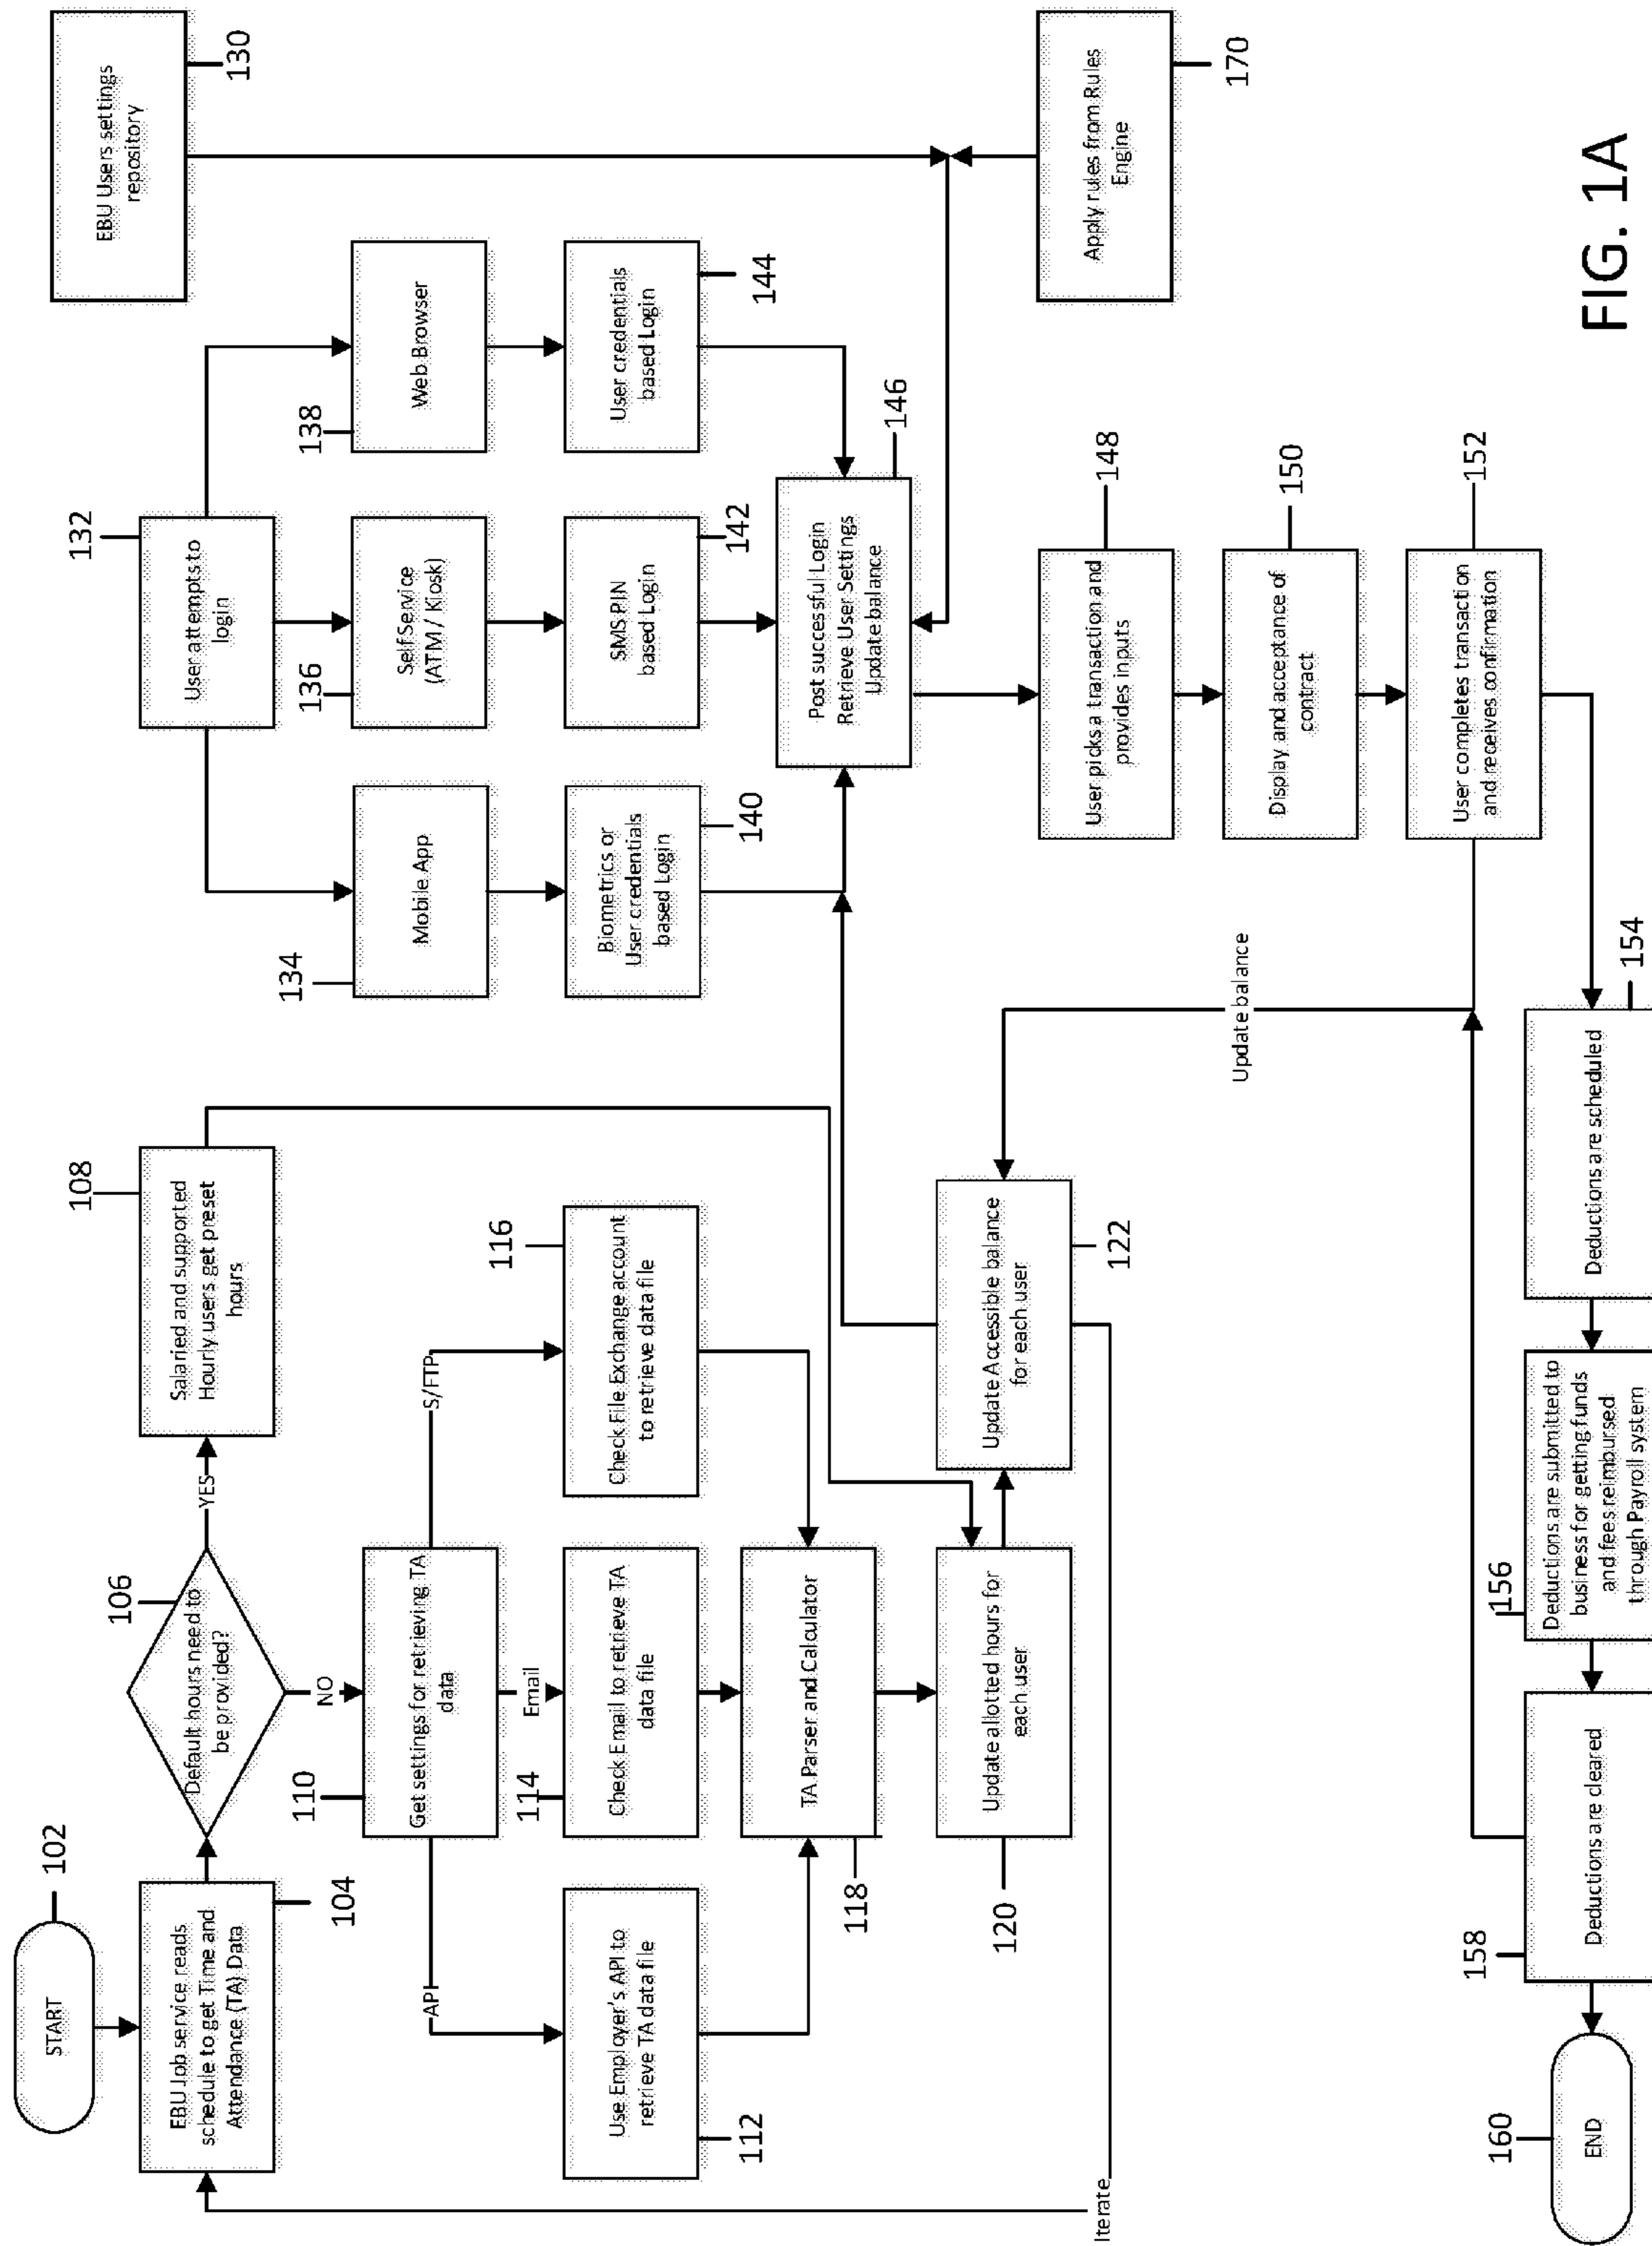 START
102
EBU Job service reads
schedule to get Time and
Attendance (TA) Data
104
Default hours need to
be provided?
106
YES
NO
Salaried and supported
Hourly users get preset
hours
108
Get settings for retrieving TA
data
110
API
Email
S/FTP
Use Employer's API to
retrieve TA data file
112
Check Email to retrieve TA
data file
114
Check File Exchange account
to retrieve data file
116
TA Parser and Calculator
118
Update allotted hours for
each user
120
Update Accessible balance
for each user
122
Iterate
EBU Users settings
repository
130
User attempts to
login
132
Mobile App
134
Self Service
(ATM / Kiosk)
136
Web Browser
138
Biometrics or
User credentials
based Login
140
SMS PIN
based Login
142
User credentials
based Login
144
Post successful Login
Retrieve User Settings
Update balance
146
Apply rules from Rules
Engine
170
User picks a transaction and
provides inputs
148
Display and acceptance of
contract
150
User completes transaction
and receives confirmation
152
Update balance
Deductions are scheduled
154
Deductions are submitted to
business for getting funds
and fees reimbursed
through Payroll system
156
Deductions are cleared
158
END
160
FIG. 1A